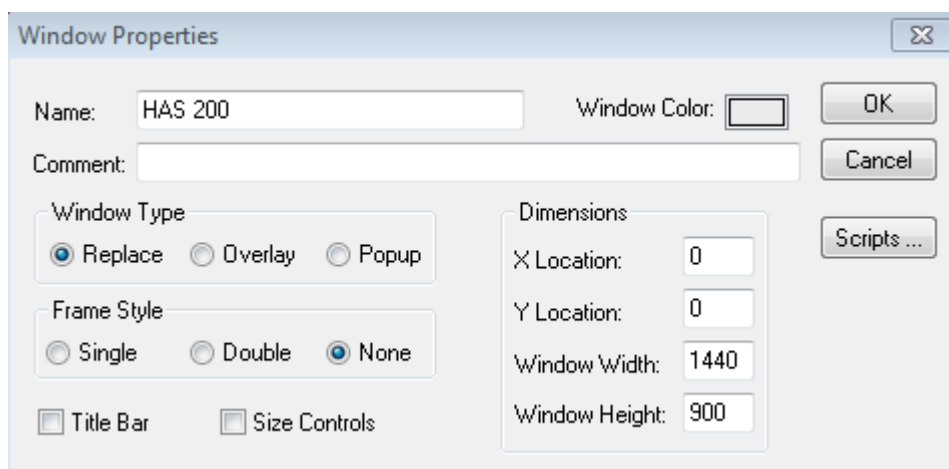 Window Properties
Name: HAS 200 Window Color: OK
Comment: Cancel
Window Type
Replace Overlay Popup
Frame Style
Single Double None
Title Bar Size Controls
Dimensions
X Location: 0
Y Location: 0
Window Width: 1440
Window Height: 900
Scripts ...